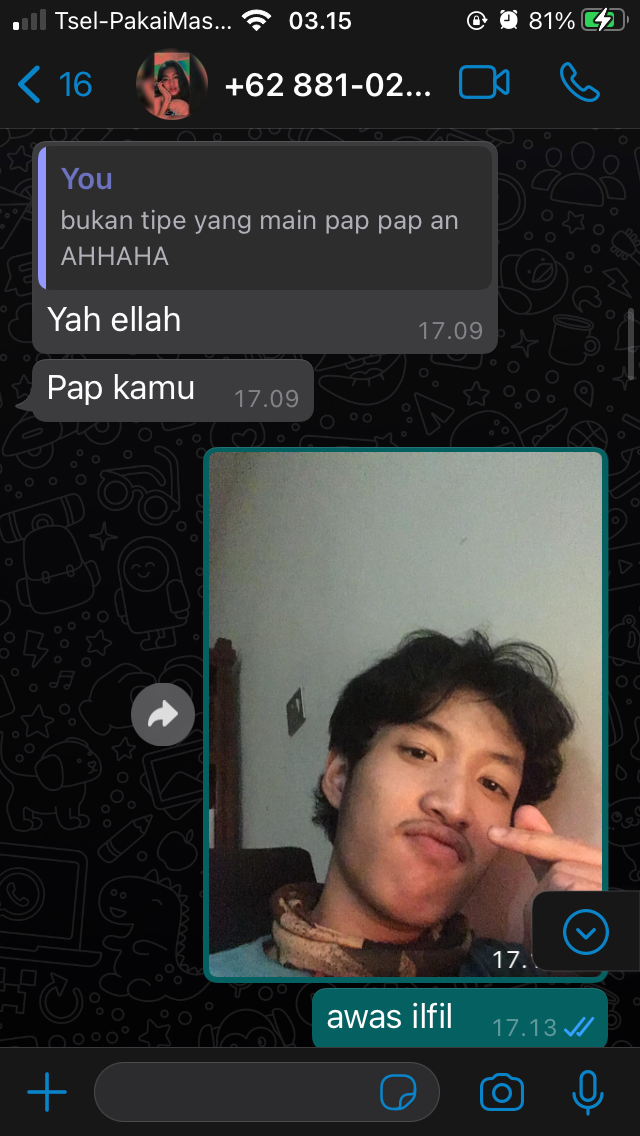 Tsel-PakaiMas... 03.15 81%
16 +62 881-02...
You
bukan tipe yang main pap pap an
AHHAHA
Yah ellah 17.09
Pap kamu 17.09
awas ilfil 17.13